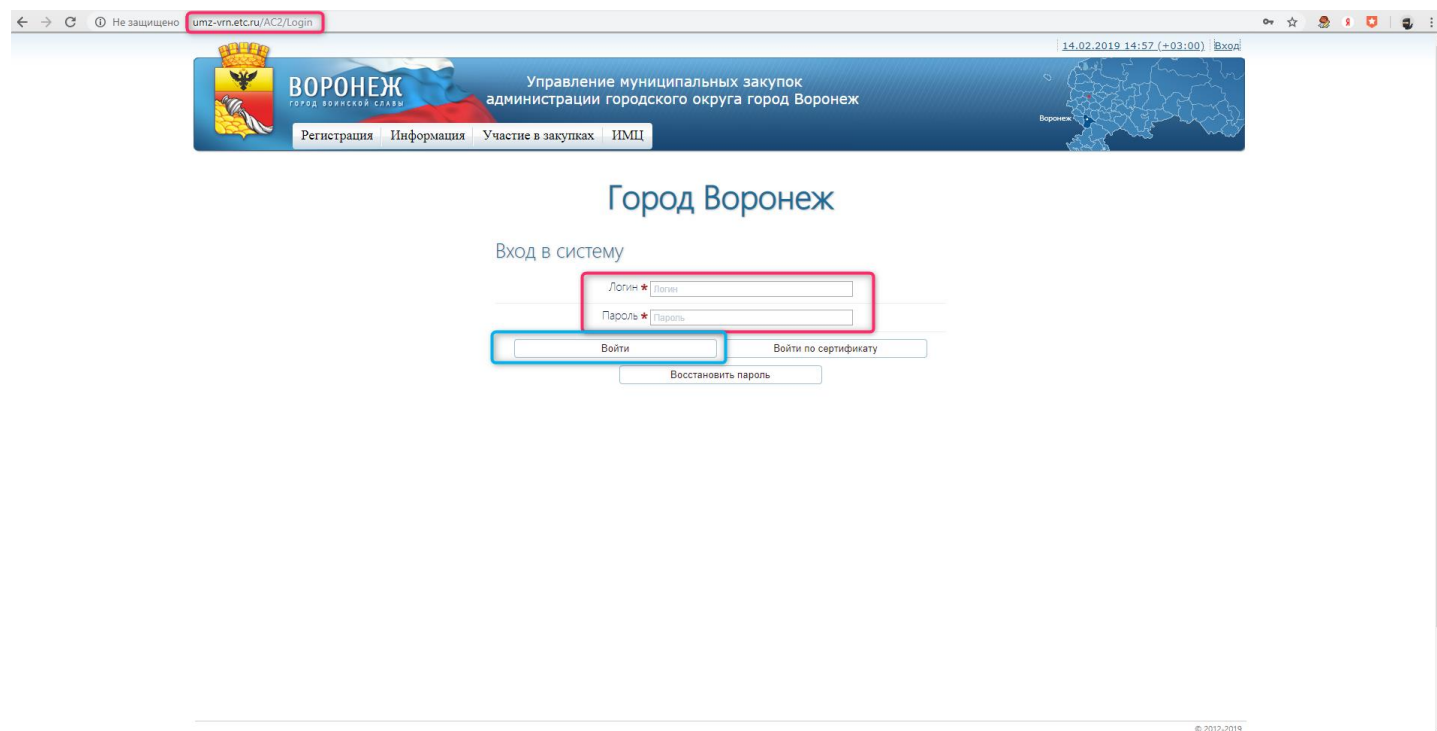 Не защищено umz-vrn.etc.ru/AC2/Login
14.02.2019 14:57 (+03:00) Вход
ВОРОНЕЖ
ГОРОД ВОИНСКОЙ СЛАВЫ
Управление муниципальных закупок
администрации городского округа город Воронеж
Воронеж
Регистрация Информация Участие в закупках ИМЦ
Город Воронеж
Вход в систему
Логин * Логин
Пароль * Пароль
Войти Войти по сертификату
Восстановить пароль
© 2012-2019